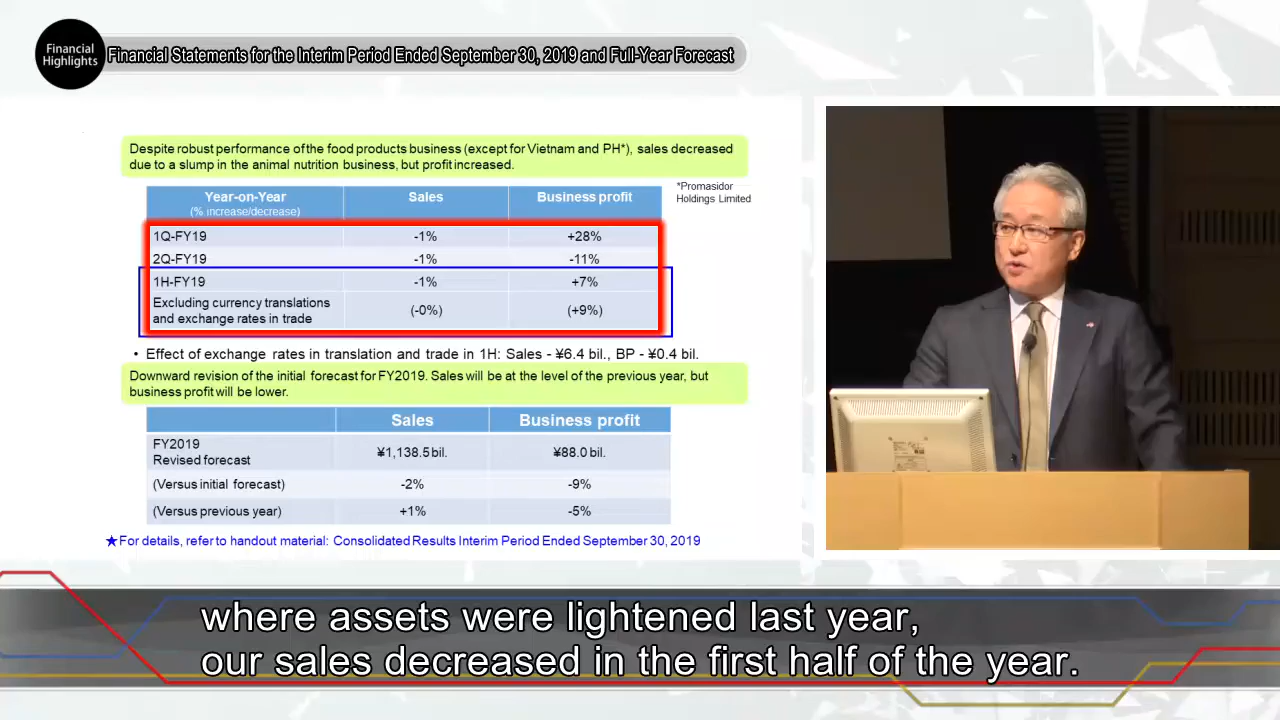 Financial
Highlights
Financial Statements for the Interim Period Ended September 30, 2019 and Full-Year Forecast
Despite robust performance of the food products business (except for Vietnam and PH*), sales decreased
due to a slump in the animal nutrition business, but profit increased.
*Promasidor
Holdings Limited
Year-on-Year
(% increase/decrease)
Sales
Business profit
1Q-FY19 -1% +28%
2Q-FY19 -1% -11%
1H-FY19 -1% +7%
Excluding currency translations
and exchange rates in trade
(-0%) (+9%)
• Effect of exchange rates in translation and trade in 1H: Sales - ¥6.4 bil., BP - ¥0.4 bil.
Downward revision of the initial forecast for FY2019. Sales will be at the level of the previous year, but
business profit will be lower.
Sales Business profit
FY2019
Revised forecast
¥1,138.5 bil. ¥88.0 bil.
(Versus initial forecast) -2% -9%
(Versus previous year) +1% -5%
★For details, refer to handout material: Consolidated Results Interim Period Ended September 30, 2019
where assets were lightened last year,
our sales decreased in the first half of the year.